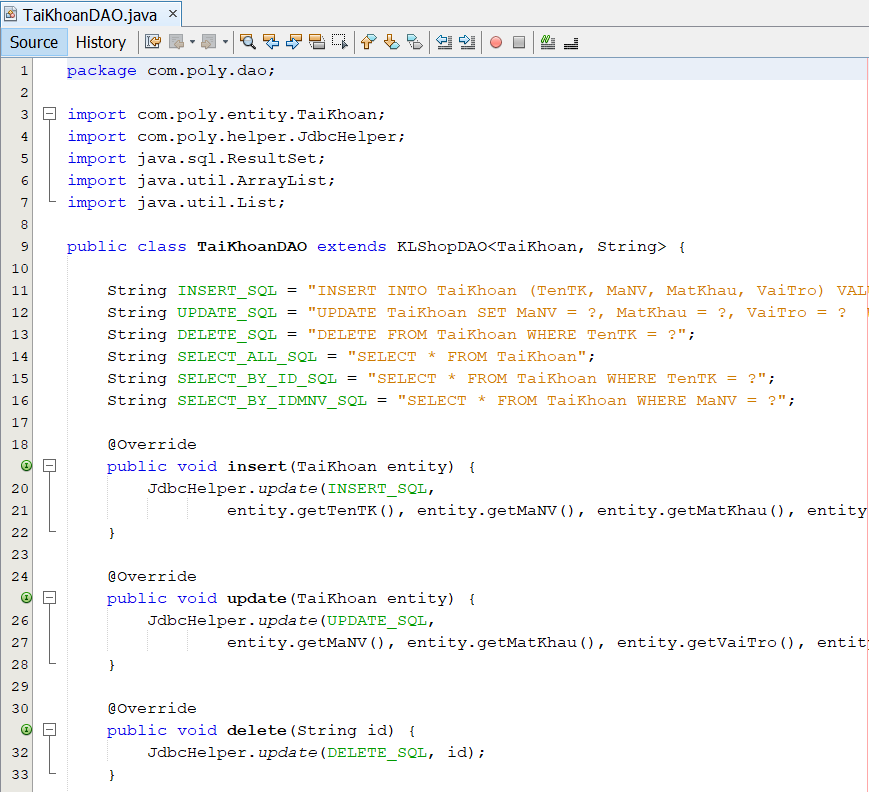 TaiKhoanDAO.java ×
Source History
1 package com.poly.dao;
2
3 import com.poly.entity.TaiKhoan;
4 import com.poly.helper.JdbcHelper;
5 import java.sql.ResultSet;
6 import java.util.ArrayList;
7 import java.util.List;
8
9 public class TaiKhoanDAO extends KLShopDAO<TaiKhoan, String> {
10
11 String INSERT_SQL = "INSERT INTO TaiKhoan (TenTK, MaNV, MatKhau, VaiTro) VAL
12 String UPDATE_SQL = "UPDATE TaiKhoan SET MaNV = ?, MatKhau = ?, VaiTro = ?
13 String DELETE_SQL = "DELETE FROM TaiKhoan WHERE TenTK = ?";
14 String SELECT_ALL_SQL = "SELECT * FROM TaiKhoan";
15 String SELECT_BY_ID_SQL = "SELECT * FROM TaiKhoan WHERE TenTK = ?";
16 String SELECT_BY_IDMNV_SQL = "SELECT * FROM TaiKhoan WHERE MaNV = ?";
17
18 @Override
public void insert(TaiKhoan entity) {
20 JdbcHelper.update(INSERT_SQL,
21 entity.getTenTK(), entity.getMaNV(), entity.getMatKhau(), entity
22 }
23
24 @Override
public void update(TaiKhoan entity) {
26 JdbcHelper.update(UPDATE_SQL,
27 entity.getMaNV(), entity.getMatKhau(), entity.getVaiTro(), entit
28 }
29
30 @Override
public void delete(String id) {
32 JdbcHelper.update(DELETE_SQL, id);
33 }